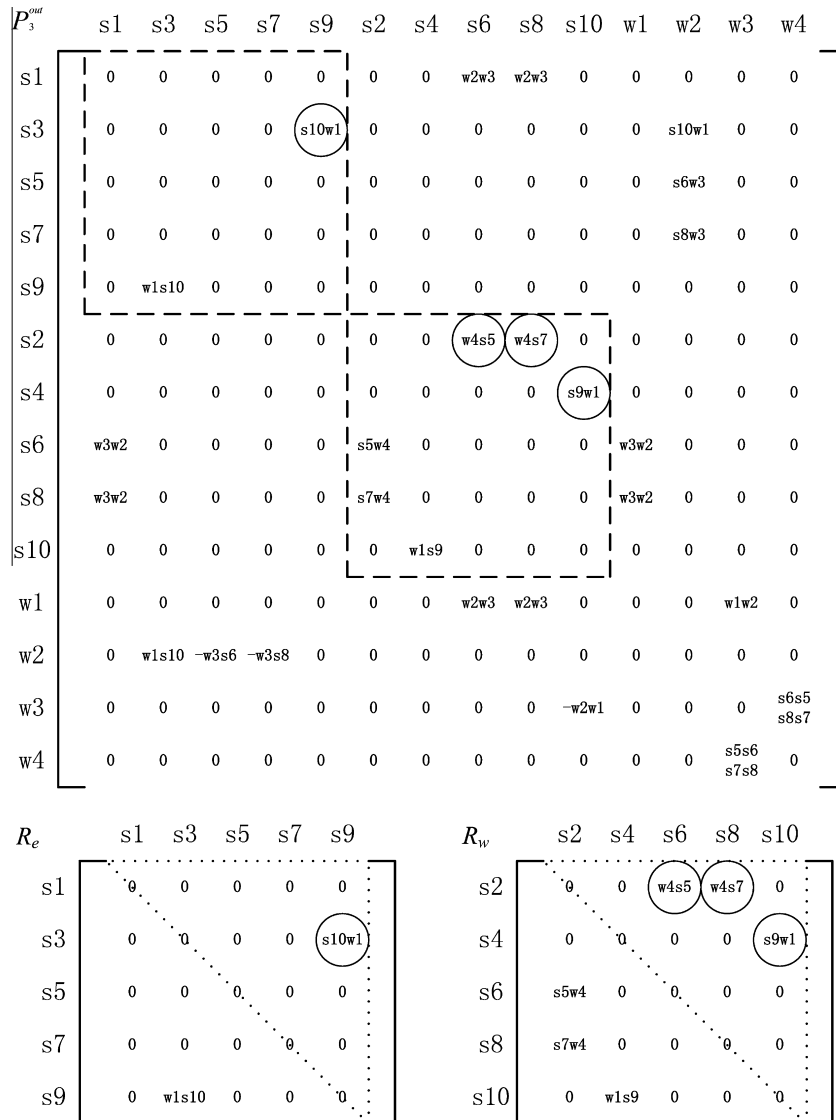 P₃ᵒᵘᵗ s1 s3 s5 s7 s9 s2 s4 s6 s8 s10 w1 w2 w3 w4
s1 0 0 0 0 0 0 0 w2w3 w2w3 0 0 0 0 0
s3 0 0 0 0 s10w1 0 0 0 0 0 0 s10w1 0 0
s5 0 0 0 0 0 0 0 0 0 0 0 s6w3 0 0
s7 0 0 0 0 0 0 0 0 0 0 0 s8w3 0 0
s9 0 w1s10 0 0 0 0 0 0 0 0 0 0 0 0
s2 0 0 0 0 0 0 0 w4s5 w4s7 0 0 0 0 0
s4 0 0 0 0 0 0 0 0 0 s9w1 0 0 0 0
s6 w3w2 0 0 0 0 s5w4 0 0 0 0 w3w2 0 0 0
s8 w3w2 0 0 0 0 s7w4 0 0 0 0 w3w2 0 0 0
s10 0 0 0 0 0 0 w1s9 0 0 0 0 0 0 0
w1 0 0 0 0 0 0 0 w2w3 w2w3 0 0 0 w1w2 0
w2 0 w1s10 -w3s6 -w3s8 0 0 0 0 0 0 0 0 0 0
w3 0 0 0 0 0 0 0 0 0 -w2w1 0 0 0 s6s5 s8s7
w4 0 0 0 0 0 0 0 0 0 0 0 0 s5s6 s7s8 0
Re s1 s3 s5 s7 s9
s1 0 0 0 0 0
s3 0 0 0 0 s10w1
s5 0 0 0 0 0
s7 0 0 0 0 0
s9 0 w1s10 0 0 0
Rw s2 s4 s6 s8 s10
s2 0 0 w4s5 w4s7 0
s4 0 0 0 0 s9w1
s6 s5w4 0 0 0 0
s8 s7w4 0 0 0 0
s10 0 w1s9 0 0 0